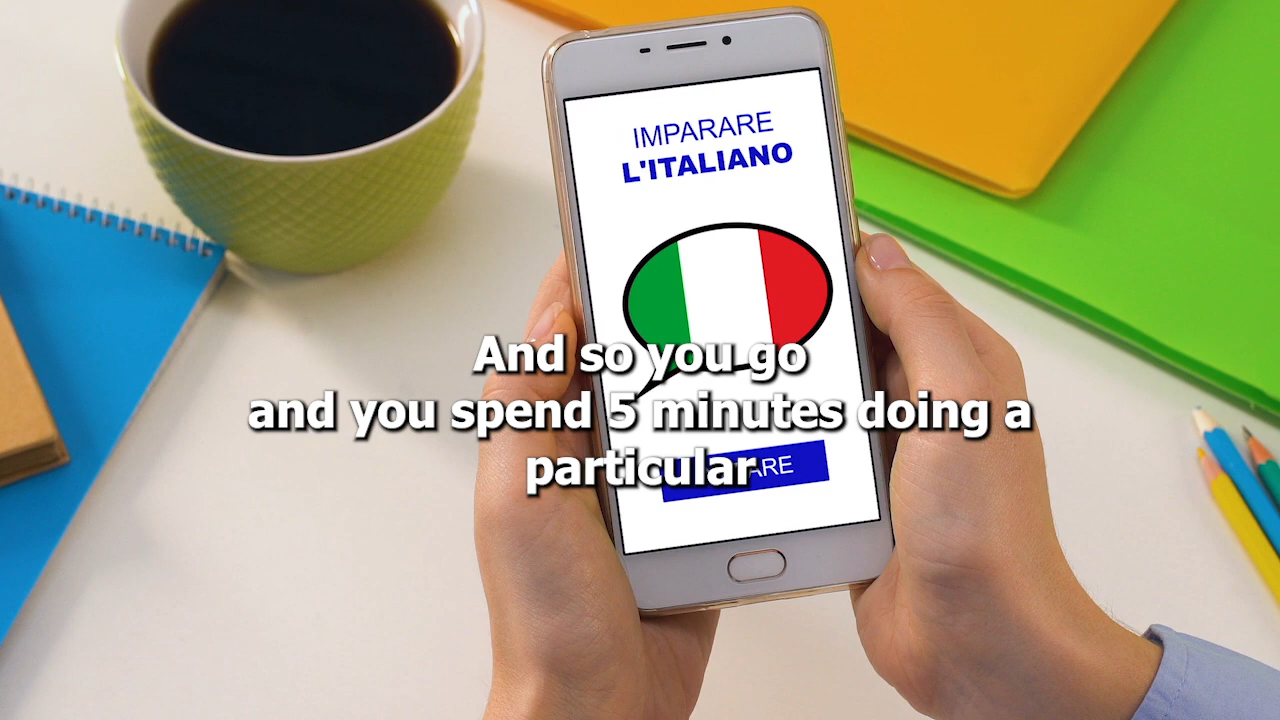 IMPARARE
L'ITALIANO
And so you go
and you spend 5 minutes doing a
particular